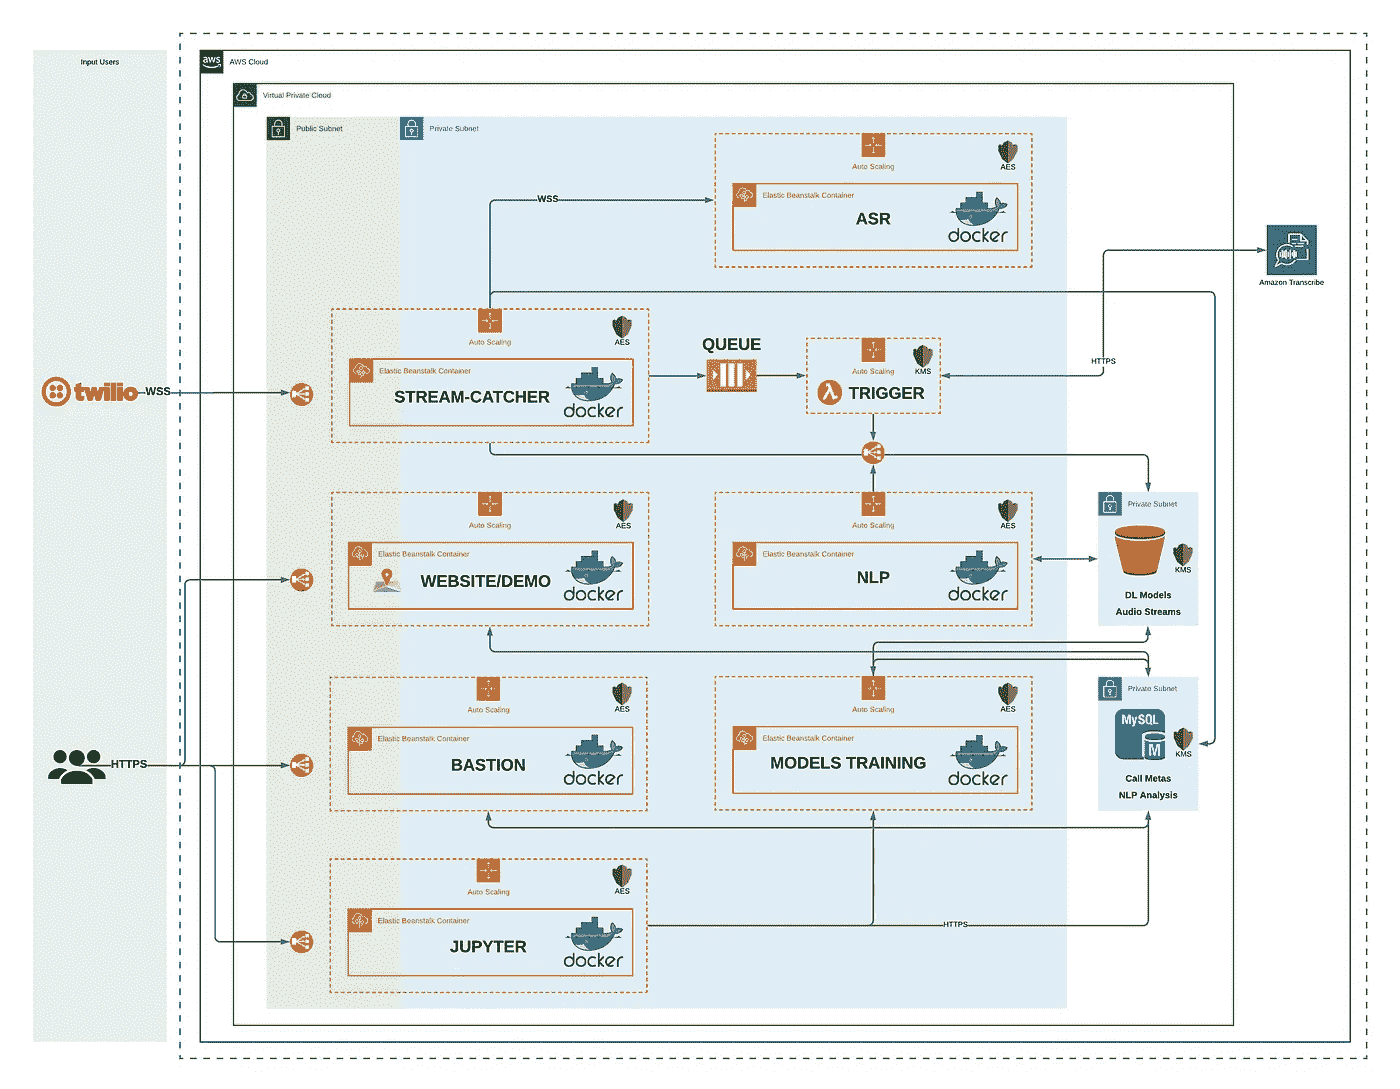 Input Users
aws
AWS Cloud
Virtual Private Cloud
Public Subnet
Private Subnet
Auto Scaling
AES
Elastic Beanstalk Container
ASR
docker
WSS
Amazon Transcribe
Auto Scaling
AES
Elastic Beanstalk Container
STREAM-CATCHER
docker
QUEUE
Auto Scaling
KMS
TRIGGER
HTTPS
twilio
WSS
Auto Scaling
AES
Elastic Beanstalk Container
WEBSITE/DEMO
docker
Auto Scaling
AES
Elastic Beanstalk Container
NLP
docker
Private Subnet
KMS
DL Models
Audio Streams
HTTPS
Auto Scaling
AES
Elastic Beanstalk Container
BASTION
docker
Auto Scaling
AES
Elastic Beanstalk Container
MODELS TRAINING
docker
Private Subnet
MySQL
M
KMS
Call Metas
NLP Analysis
Auto Scaling
AES
Elastic Beanstalk Container
JUPYTER
docker
HTTPS